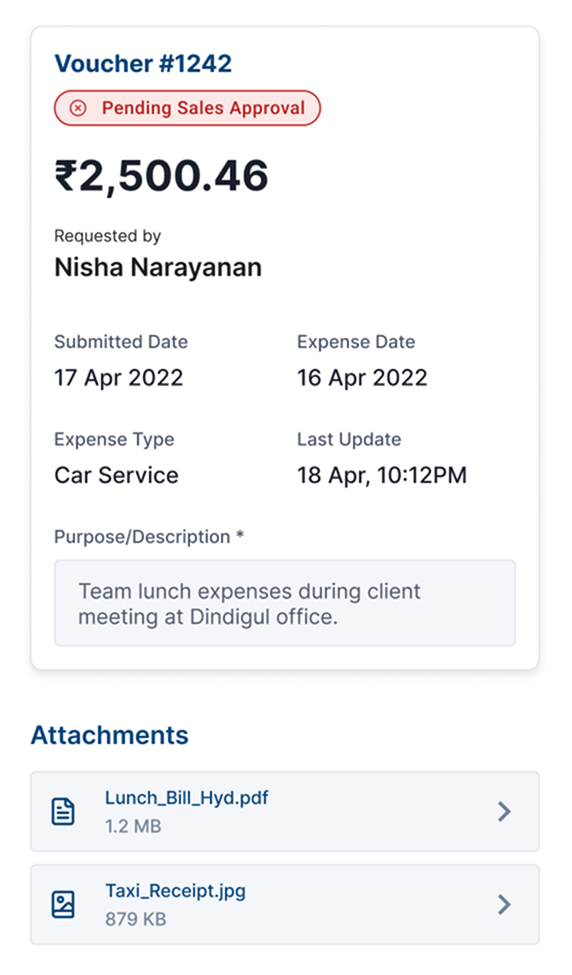 Voucher #1242
Pending Sales Approval
₹2,500.46
Requested by
Nisha Narayanan
Submitted Date
Expense Date
17 Apr 2022
16 Apr 2022
Expense Type
Last Update
Car Service
18 Apr, 10:12PM
Purpose/Description *
Team lunch expenses during client
meeting at Dindigul office.
Attachments
Lunch_Bill_Hyd.pdf
1.2 MB
Taxi_Receipt.jpg
879 KB